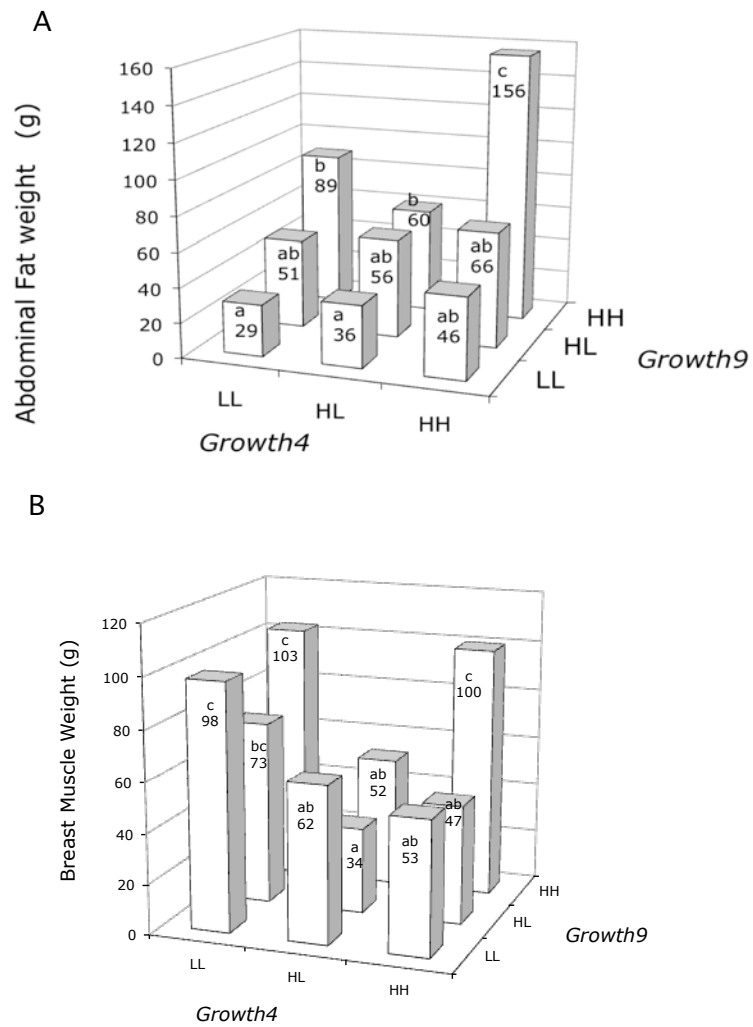 A
Abdominal Fat weight (g)
160
140
120
100
80
60
40
20
0
c
156
b
89
b
60
ab
51
ab
56
ab
66
a
29
a
36
ab
46
LL
HL
HH
Growth4
HH
HL
LL
Growth9
B
Breast Muscle Weight (g)
120
100
80
60
40
20
0
c
103
c
100
c
98
bc
73
ab
52
ab
62
ab
47
a
34
ab
53
LL
HL
HH
Growth4
HH
HL
LL
Growth9